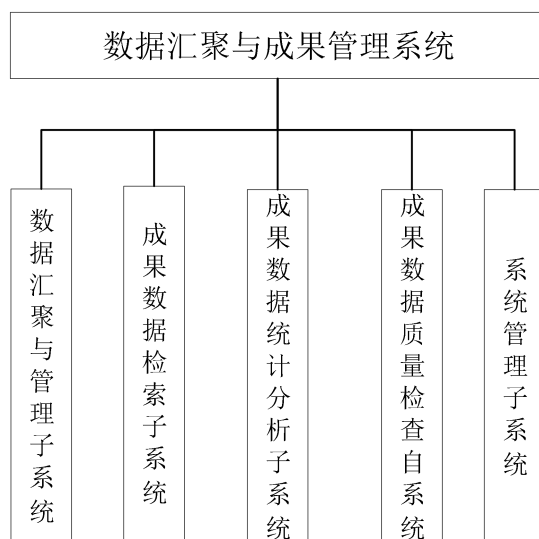 数据汇聚与成果管理系统
数据汇聚与管理子系统
成果数据检索子系统
成果数据统计分析子系统
成果数据质量检查自系统
系统管理子系统